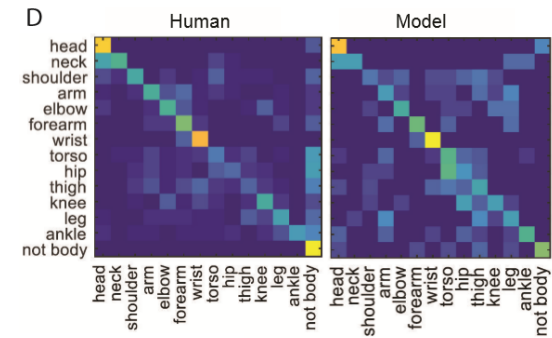 D
Human Model
head
neck
shoulder
arm
elbow
forearm
wrist
torso
hip
thigh
knee
leg
ankle
not body
head neck shoulder arm elbow forearm wrist torso hip thigh knee leg ankle not body
head neck shoulder arm elbow forearm wrist torso hip thigh knee leg ankle not body